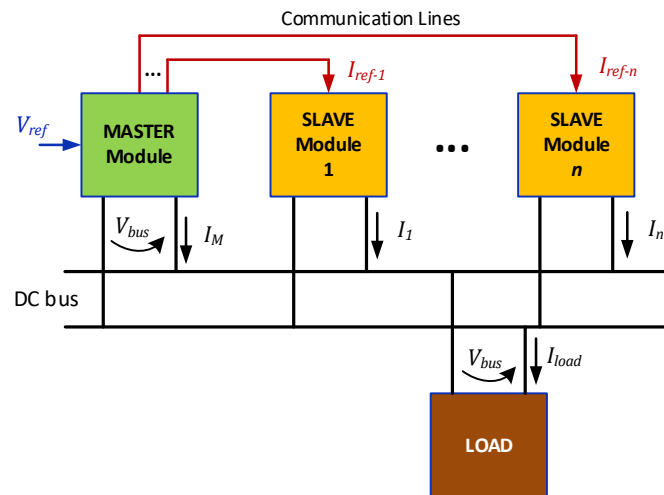 Communication Lines
...
I_ref-1
I_ref-n
V_ref
MASTER
Module
SLAVE
Module
1
...
SLAVE
Module
n
V_bus
I_M
I_1
I_n
DC bus
V_bus
I_load
LOAD